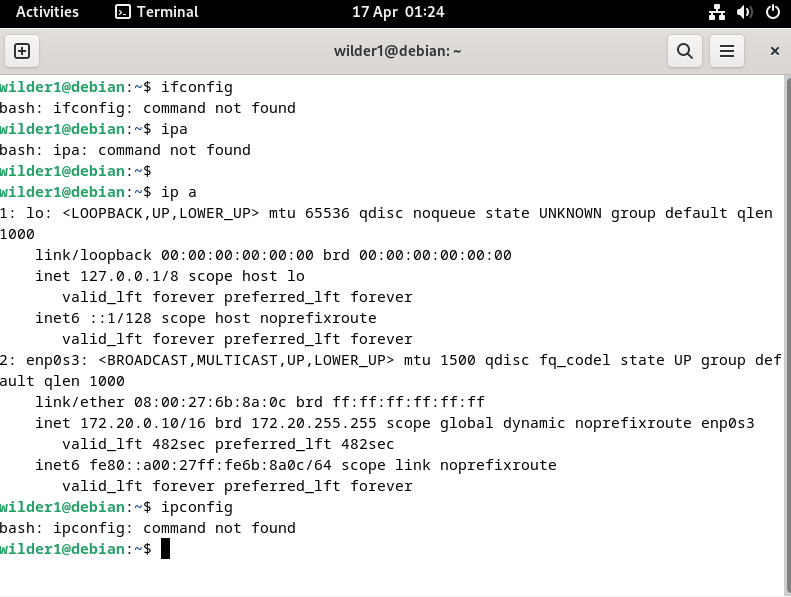 Activities Terminal 17 Apr 01:24
wilder1@debian: ~
wilder1@debian:~$ ifconfig
bash: ifconfig: command not found
wilder1@debian:~$ ipa
bash: ipa: command not found
wilder1@debian:~$
wilder1@debian:~$ ip a
1: lo: <LOOPBACK,UP,LOWER_UP> mtu 65536 qdisc noqueue state UNKNOWN group default qlen
1000
    link/loopback 00:00:00:00:00:00 brd 00:00:00:00:00:00
    inet 127.0.0.1/8 scope host lo
       valid_lft forever preferred_lft forever
    inet6 ::1/128 scope host noprefixroute
       valid_lft forever preferred_lft forever
2: enp0s3: <BROADCAST,MULTICAST,UP,LOWER_UP> mtu 1500 qdisc fq_codel state UP group def
ault qlen 1000
    link/ether 08:00:27:6b:8a:0c brd ff:ff:ff:ff:ff:ff
    inet 172.20.0.10/16 brd 172.20.255.255 scope global dynamic noprefixroute enp0s3
       valid_lft 482sec preferred_lft 482sec
    inet6 fe80::a00:27ff:fe6b:8a0c/64 scope link noprefixroute
       valid_lft forever preferred_lft forever
wilder1@debian:~$ ipconfig
bash: ipconfig: command not found
wilder1@debian:~$